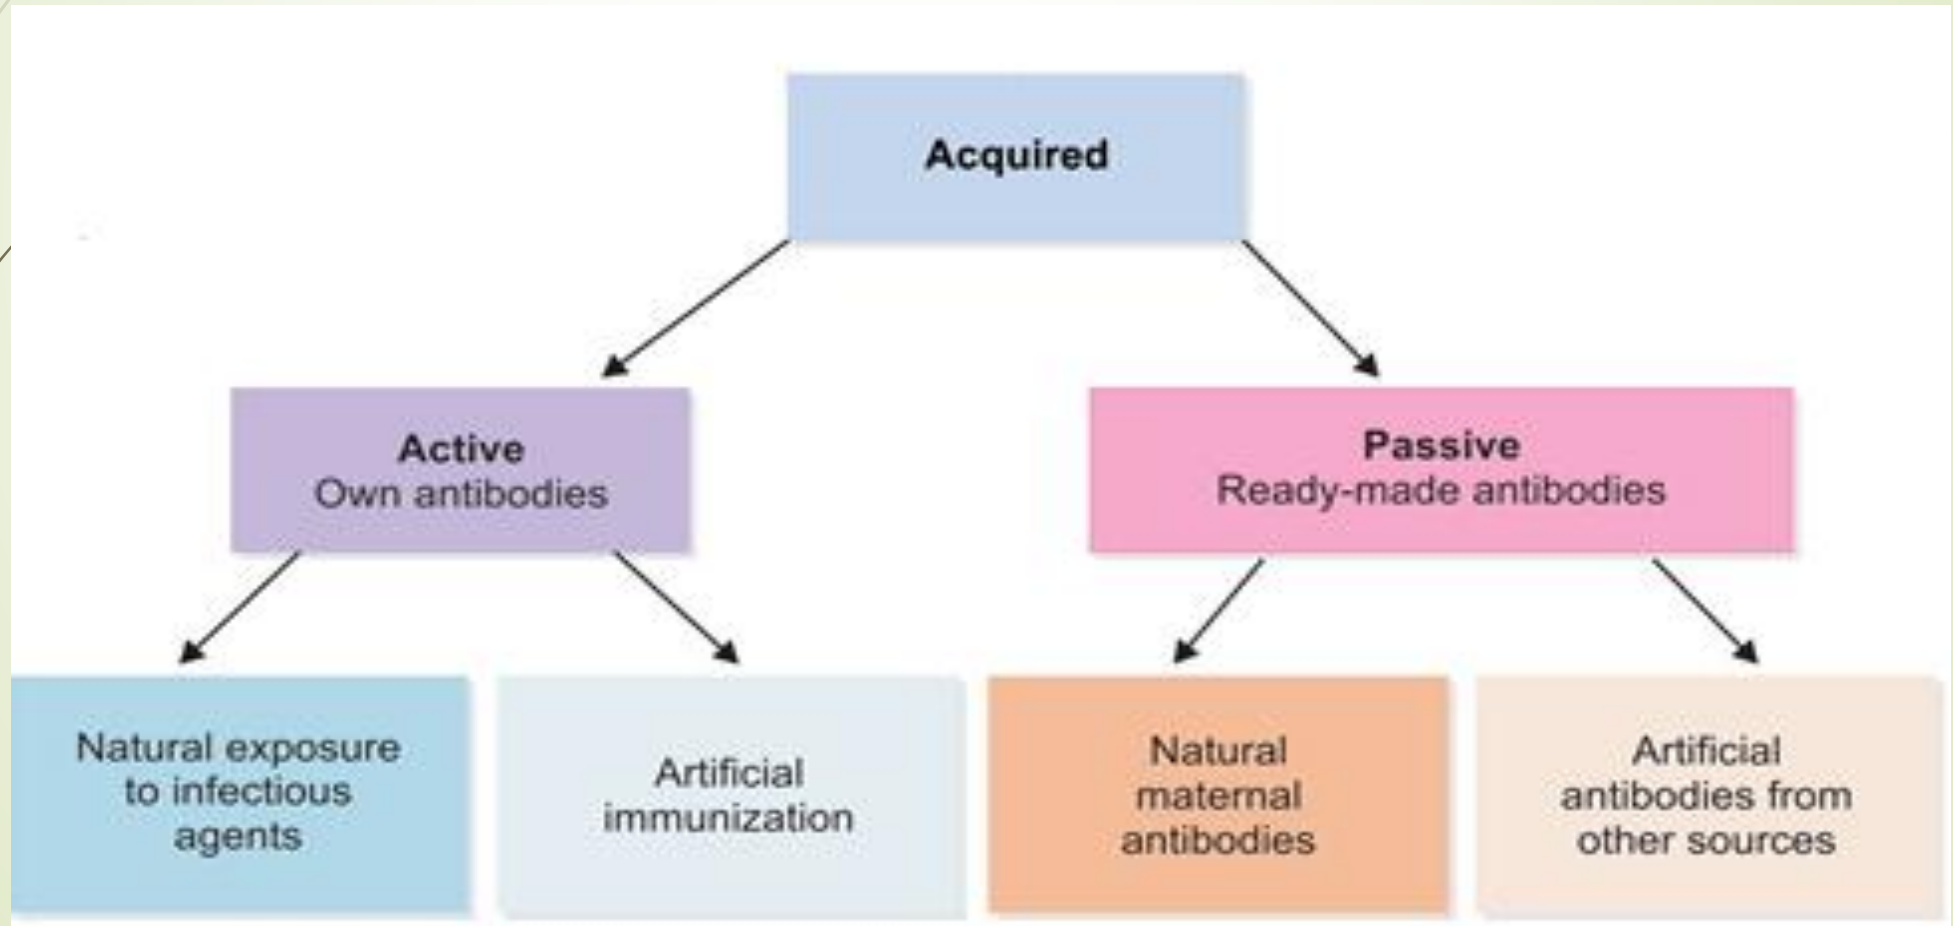 Acquired
Active
Own antibodies
Passive
Ready-made antibodies
Natural exposure
to infectious
agents
Artificial
immunization
Natural
maternal
antibodies
Artificial
antibodies from
other sources